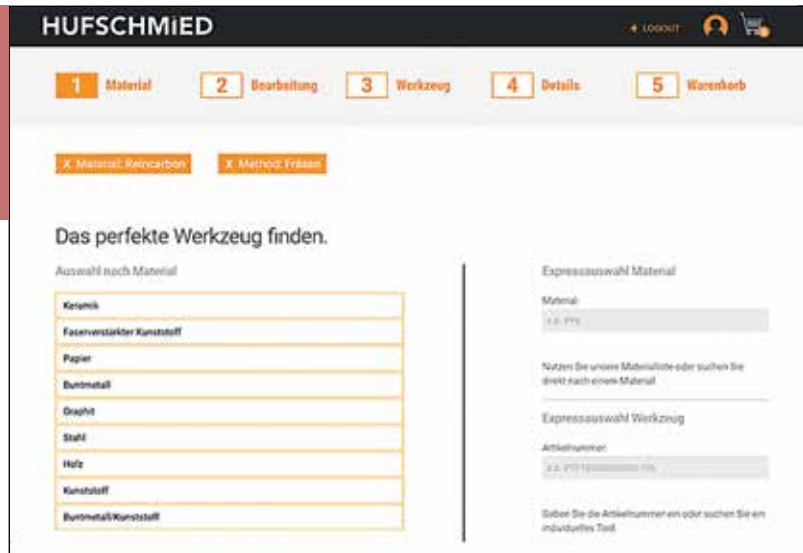 HUFSCHMiED
LOGOUT
1 Material
2 Bearbeitung
3 Werkzeug
4 Details
5 Warenkorb
X Material: Reincarbon
X Method: Fräsen
Das perfekte Werkzeug finden.
Auswahl nach Material
Keramik
Faserverstärkter Kunststoff
Papier
Buntmetall
Graphit
Stahl
Holz
Kunststoff
Buntmetall/Kunststoff
Expressauswahl Material
Material:
z.B. PPS
Nutzen Sie unsere Materialliste oder suchen Sie
direkt nach einem Material.
Expressauswahl Werkzeug
Artikelnummer:
z.B.
Geben Sie die Artikelnummer ein oder suchen Sie ein
individuelles Tool.